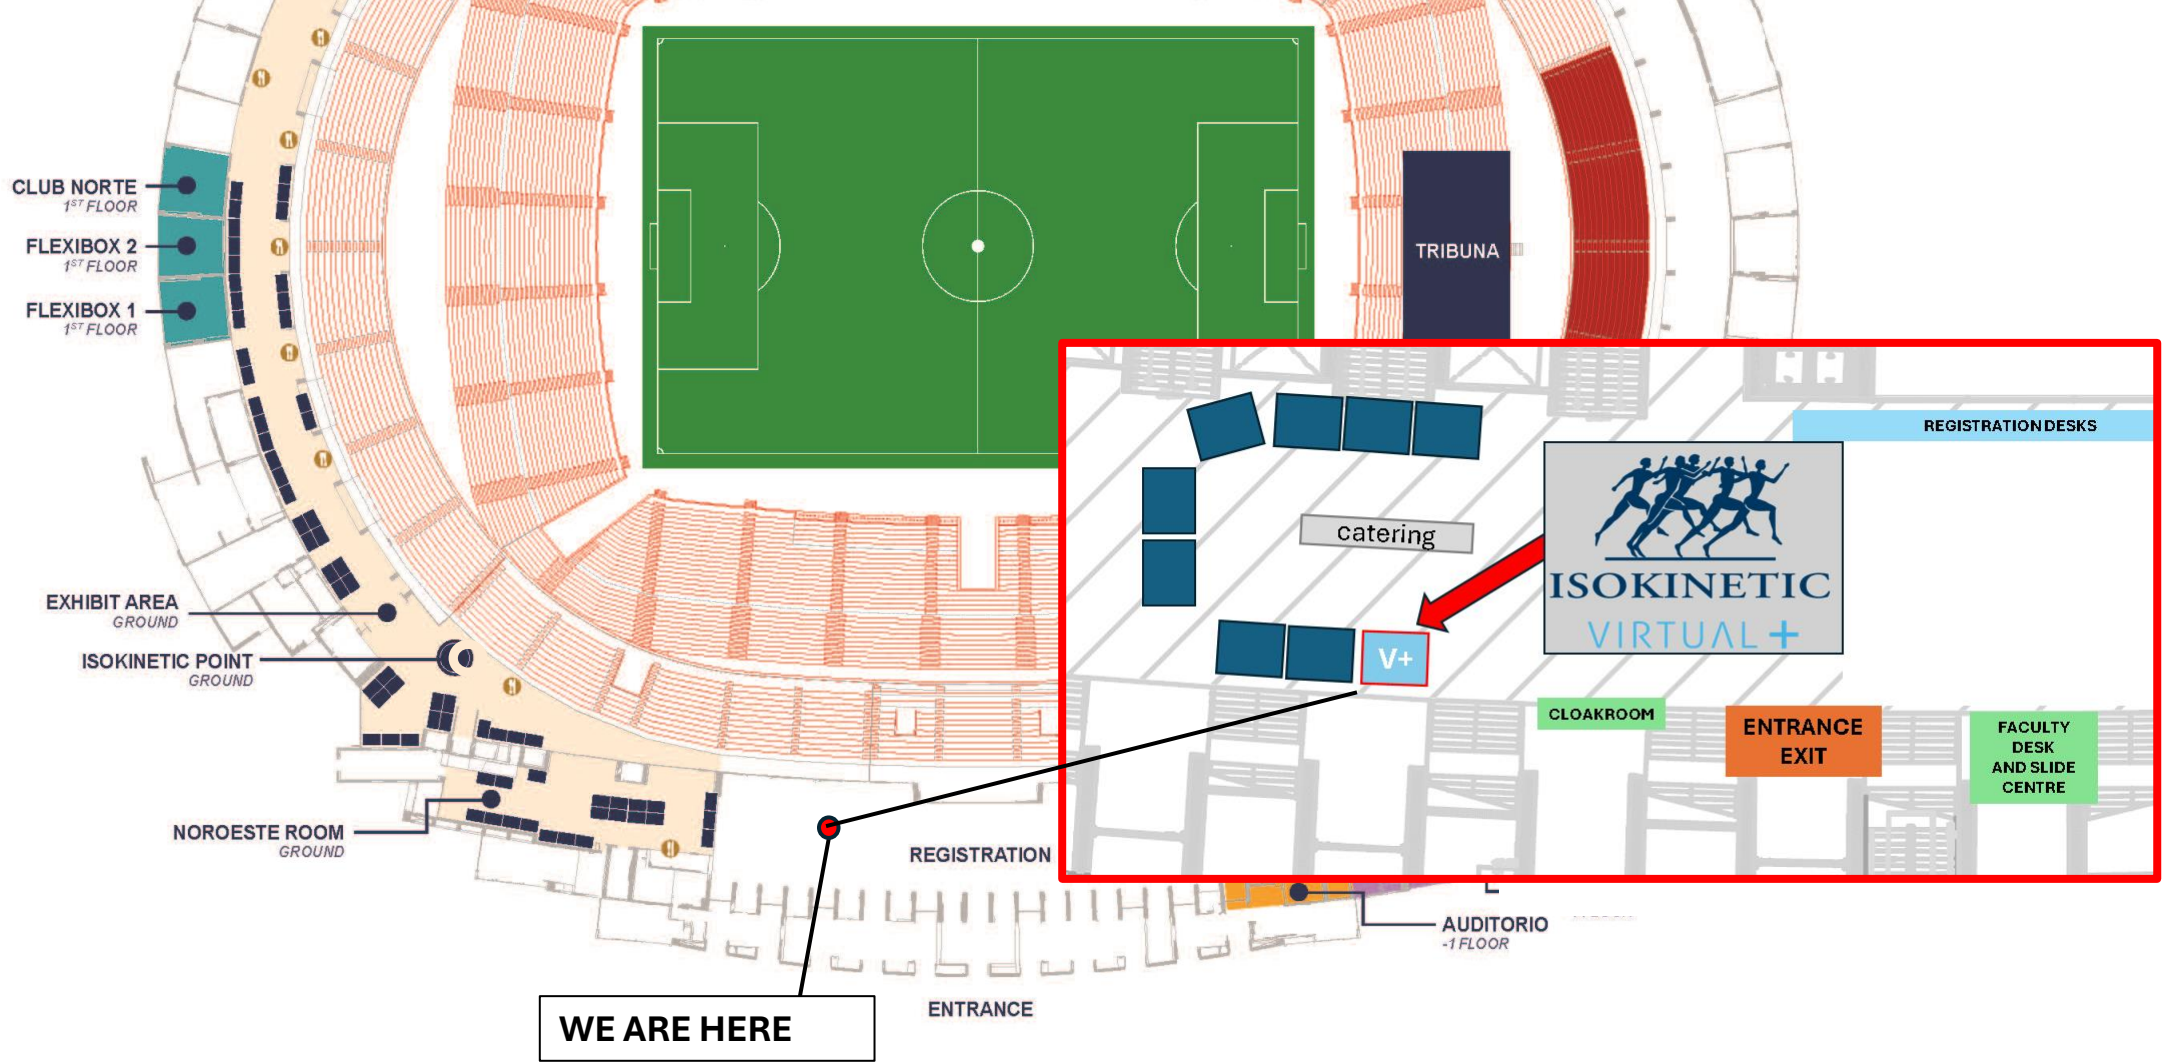 CLUB NORTE
1ST FLOOR
FLEXIBOX 2
1ST FLOOR
FLEXIBOX 1
1ST FLOOR
TRIBUNA
REGISTRATION DESKS
catering
ISOKINETIC
VIRTUAL +
V+
CLOAKROOM
ENTRANCE
EXIT
FACULTY
DESK
AND SLIDE
CENTRE
EXHIBIT AREA
GROUND
ISOKINETIC POINT
GROUND
NOROESTE ROOM
GROUND
REGISTRATION
AUDITORIO
-1 FLOOR
ENTRANCE
WE ARE HERE